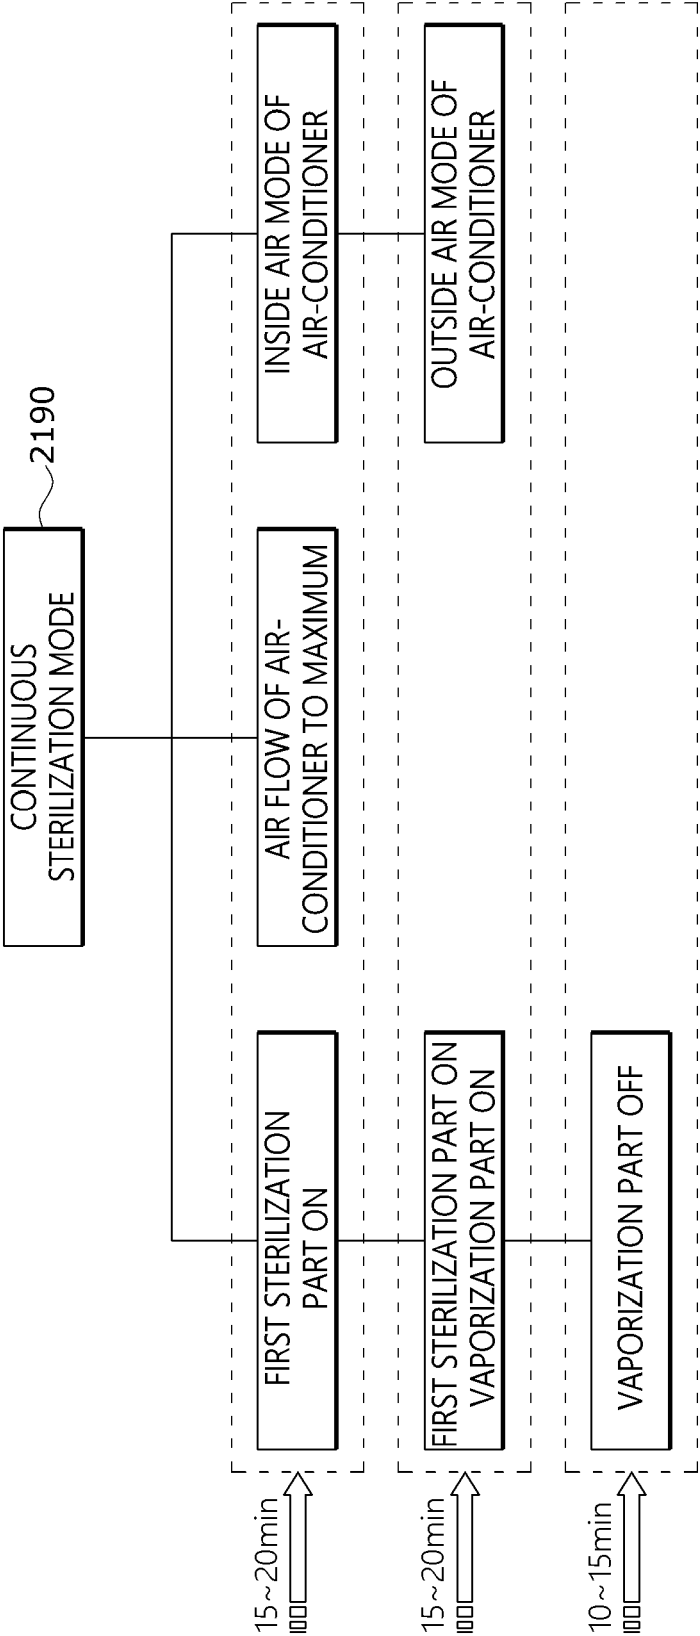 CONTINUOUS
STERILIZATION MODE
2190
15~20min
FIRST STERILIZATION
PART ON
AIR FLOW OF AIR-
CONDITIONER TO MAXIMUM
INSIDE AIR MODE OF
AIR-CONDITIONER
15~20min
FIRST STERILIZATION PART ON
VAPORIZATION PART ON
OUTSIDE AIR MODE OF
AIR-CONDITIONER
10~15min
VAPORIZATION PART OFF